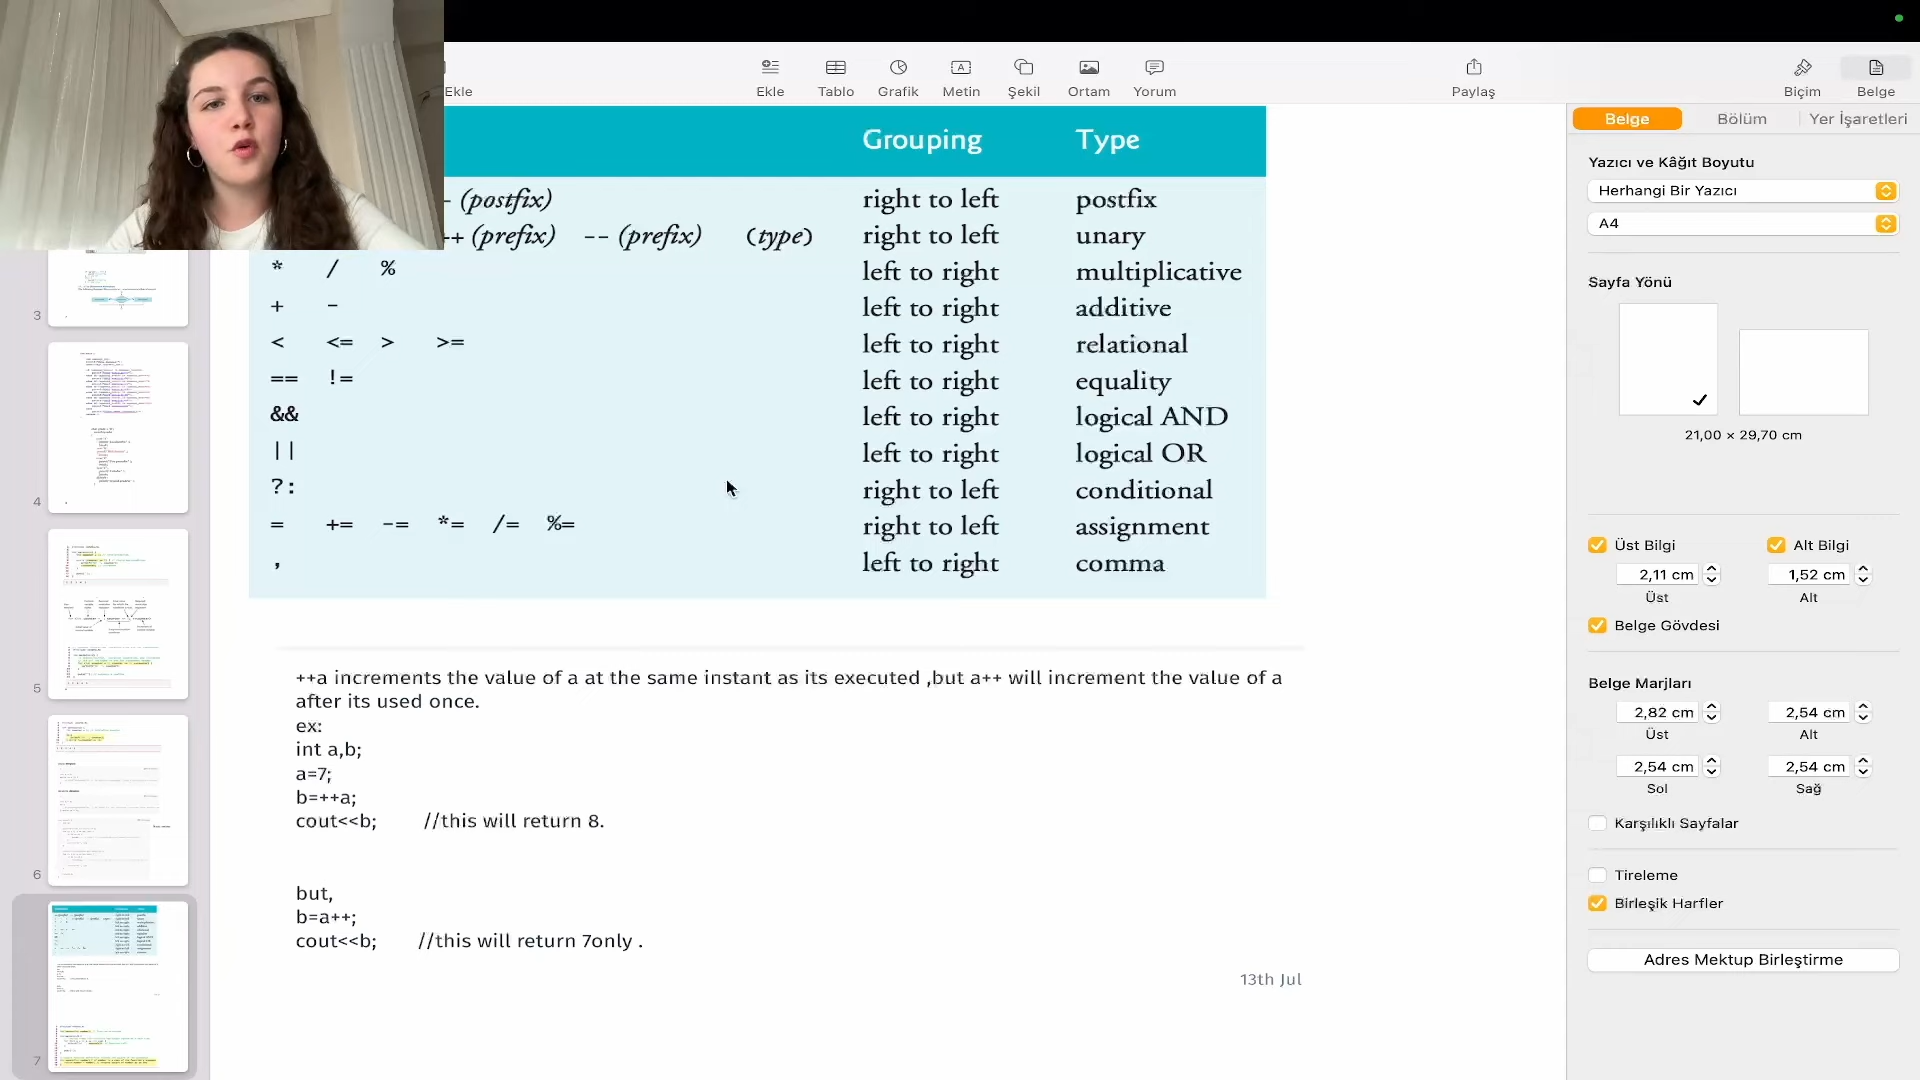 Ekle
Ekle
Tablo
Grafik
Metin
Şekil
Ortam
Yorum
Paylaş
Biçim
Belge
Grouping Type
- (postfix) right to left postfix
++ (prefix) -- (prefix) (type) right to left unary
* / % left to right multiplicative
+ - left to right additive
< <= > >= left to right relational
== != left to right equality
&& left to right logical AND
|| left to right logical OR
?: right to left conditional
= += -= *= /= %= right to left assignment
, left to right comma
++a increments the value of a at the same instant as its executed ,but a++ will increment the value of a
after its used once.
ex:
int a,b;
a=7;
b=++a;
cout<<b; //this will return 8.
but,
b=a++;
cout<<b; //this will return 7only .
13th Jul
3
4
5
6
7
Belge Bölüm Yer İşaretleri
Yazıcı ve Kâğıt Boyutu
Herhangi Bir Yazıcı
A4
Sayfa Yönü
21,00 × 29,70 cm
Üst Bilgi Alt Bilgi
2,11 cm 1,52 cm
Üst Alt
Belge Gövdesi
Belge Marjları
2,82 cm 2,54 cm
Üst Alt
2,54 cm 2,54 cm
Sol Sağ
Karşılıklı Sayfalar
Tireleme
Birleşik Harfler
Adres Mektup Birleştirme